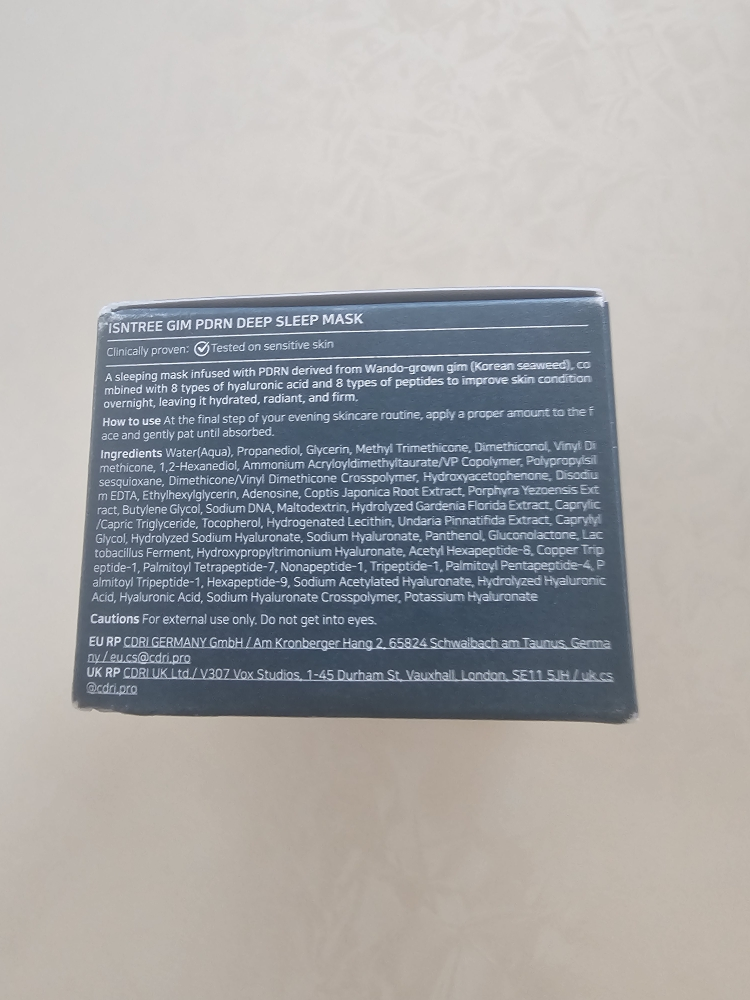 ISNTREE GIM PDRN DEEP SLEEP MASK
Clinically proven: Tested on sensitive skin
A sleeping mask infused with PDRN derived from Wando-grown gim (Korean seaweed), co
mbined with 8 types of hyaluronic acid and 8 types of peptides to improve skin condition
overnight, leaving it hydrated, radiant, and firm.
How to use At the final step of your evening skincare routine, apply a proper amount to the f
ace and gently pat until absorbed.
Ingredients Water(Aqua), Propanediol, Glycerin, Methyl Trimethicone, Dimethiconol, Vinyl Di
methicone, 1,2-Hexanediol, Ammonium Acryloyldimethyltaurate/VP Copolymer, Polypropylsil
sesquioxane, Dimethicone/Vinyl Dimethicone Crosspolymer, Hydroxyacetophenone, Disodiu
m EDTA, Ethylhexylglycerin, Adenosine, Coptis Japonica Root Extract, Porphyra Yezoensis Ext
ract, Butylene Glycol, Sodium DNA, Maltodextrin, Hydrolyzed Gardenia Florida Extract, Caprylic
/Capric Triglyceride, Tocopherol, Hydrogenated Lecithin, Undaria Pinnatifida Extract, Caprylyl
Glycol, Hydrolyzed Sodium Hyaluronate, Sodium Hyaluronate, Panthenol, Gluconolactone, Lac
tobacillus Ferment, Hydroxypropyltrimonium Hyaluronate, Acetyl Hexapeptide-8, Copper Trip
eptide-1, Palmitoyl Tetrapeptide-7, Nonapeptide-1, Tripeptide-1, Palmitoyl Pentapeptide-4, P
almitoyl Tripeptide-1, Hexapeptide-9, Sodium Acetylated Hyaluronate, Hydrolyzed Hyaluronic
Acid, Hyaluronic Acid, Sodium Hyaluronate Crosspolymer, Potassium Hyaluronate
Cautions For external use only. Do not get into eyes.
EU RP CDRI GERMANY GmbH / Am Kronberger Hang 2, 65824 Schwalbach am Taunus, Germa
ny / eu.cs@cdri.pro
UK RP CDRI UK Ltd./ V307 Vox Studios, 1-45 Durham St, Vauxhall, London, SE11 5JH / uk.cs
@cdri.pro